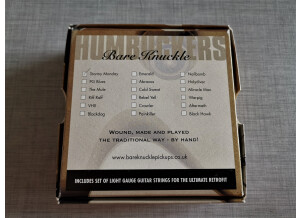 HUMBUCKERS
Bare Knuckle
Stormy Monday Emerald Nailbomb
PG Blues Abraxas Holydiver
The Mule Cold Sweat Miracle Man
Riff Raff Rebel Yell Warpig
VHII Crawler Aftermath
Blackdog Painkiller Black Hawk
WOUND, MADE AND PLAYED
THE TRADITIONAL WAY - BY HAND!
www.bareknucklepickups.co.uk
INCLUDES SET OF LIGHT GAUGE GUITAR STRINGS FOR THE ULTIMATE RETROFIT